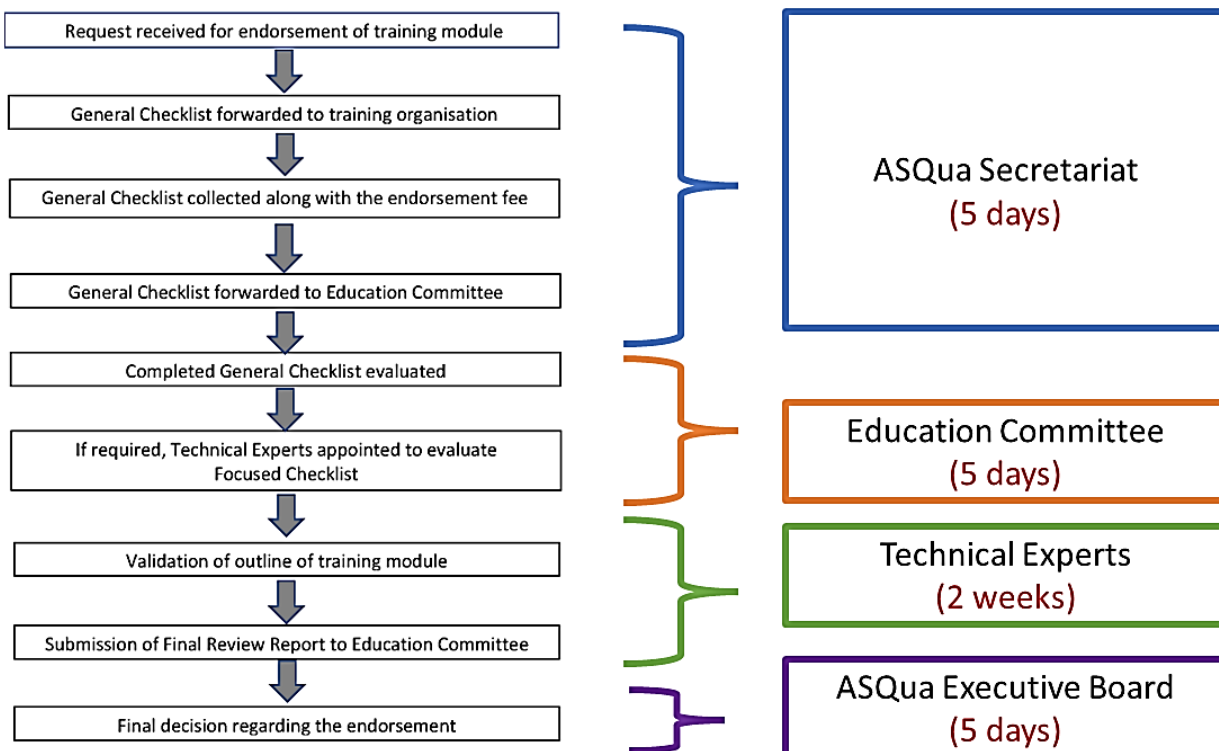 Request received for endorsement of training module
General Checklist forwarded to training organisation
General Checklist collected along with the endorsement fee
General Checklist forwarded to Education Committee
Completed General Checklist evaluated
If required, Technical Experts appointed to evaluate
Focused Checklist
Validation of outline of training module
Submission of Final Review Report to Education Committee
Final decision regarding the endorsement
ASQua Secretariat
(5 days)
Education Committee
(5 days)
Technical Experts
(2 weeks)
ASQua Executive Board
(5 days)